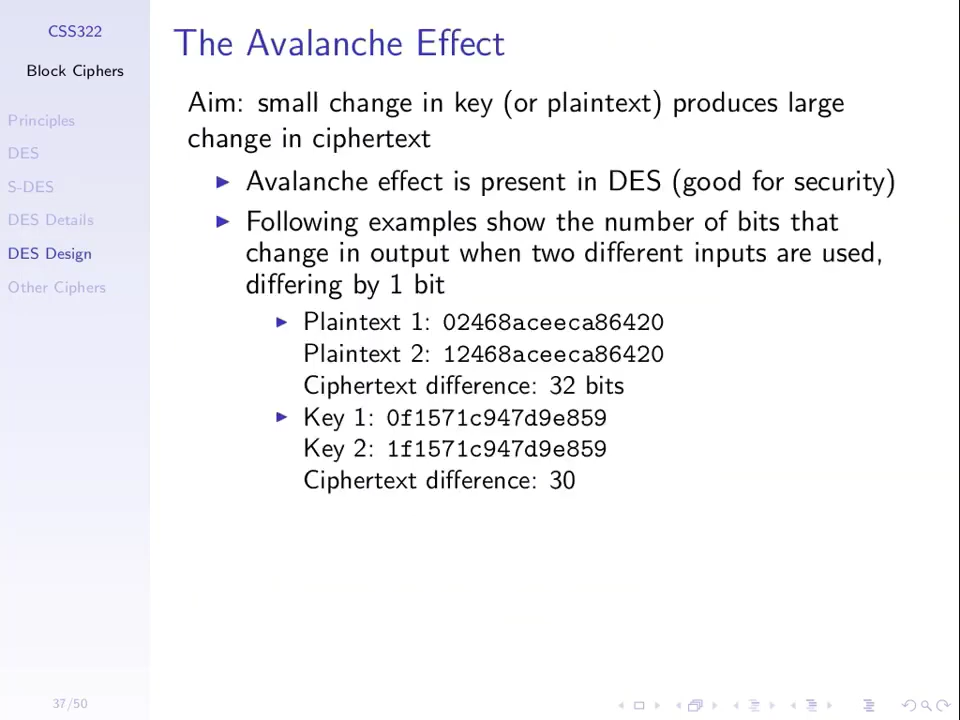 CSS322
Block Ciphers
Principles
DES
S-DES
DES Details
DES Design
Other Ciphers
37/50
The Avalanche Effect
Aim: small change in key (or plaintext) produces large
change in ciphertext
Avalanche effect is present in DES (good for security)
Following examples show the number of bits that
change in output when two different inputs are used,
differing by 1 bit
Plaintext 1: 02468aceeca86420
Plaintext 2: 12468aceeca86420
Ciphertext difference: 32 bits
Key 1: 0f1571c947d9e859
Key 2: 1f1571c947d9e859
Ciphertext difference: 30